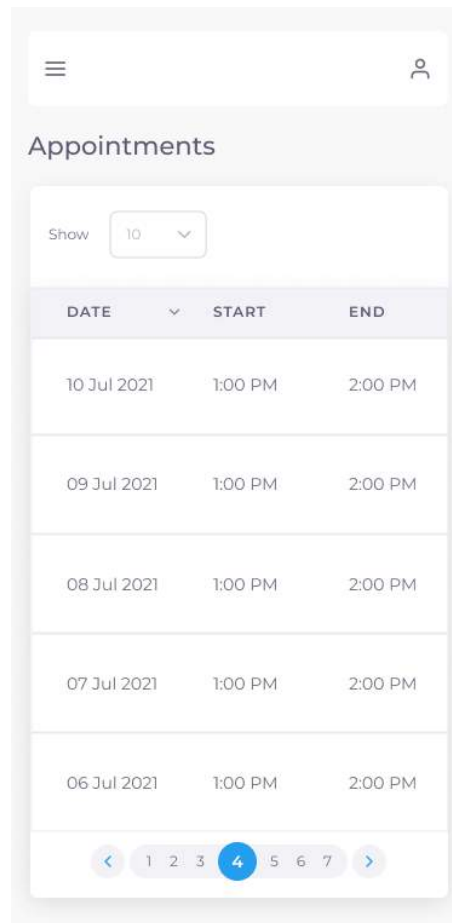 Appointments
Show 10
DATE START END
10 Jul 2021 1:00 PM 2:00 PM
09 Jul 2021 1:00 PM 2:00 PM
08 Jul 2021 1:00 PM 2:00 PM
07 Jul 2021 1:00 PM 2:00 PM
06 Jul 2021 1:00 PM 2:00 PM
1 2 3 4 5 6 7